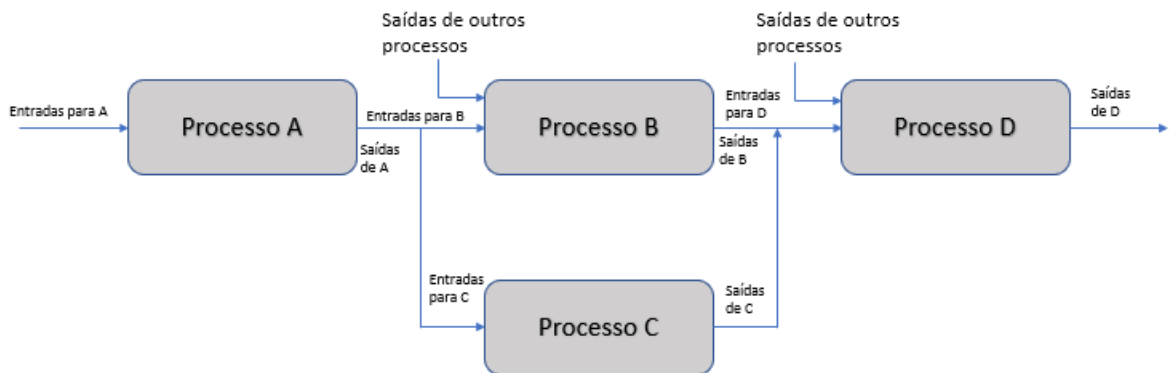 Saídas de outros
processos
Saídas de outros
processos
Entradas para A
Processo A
Entradas para B
Saídas
de A
Processo B
Entradas
para D
Saídas
de B
Processo D
Saídas
de D
Entradas
para C
Processo C
Saídas
de C